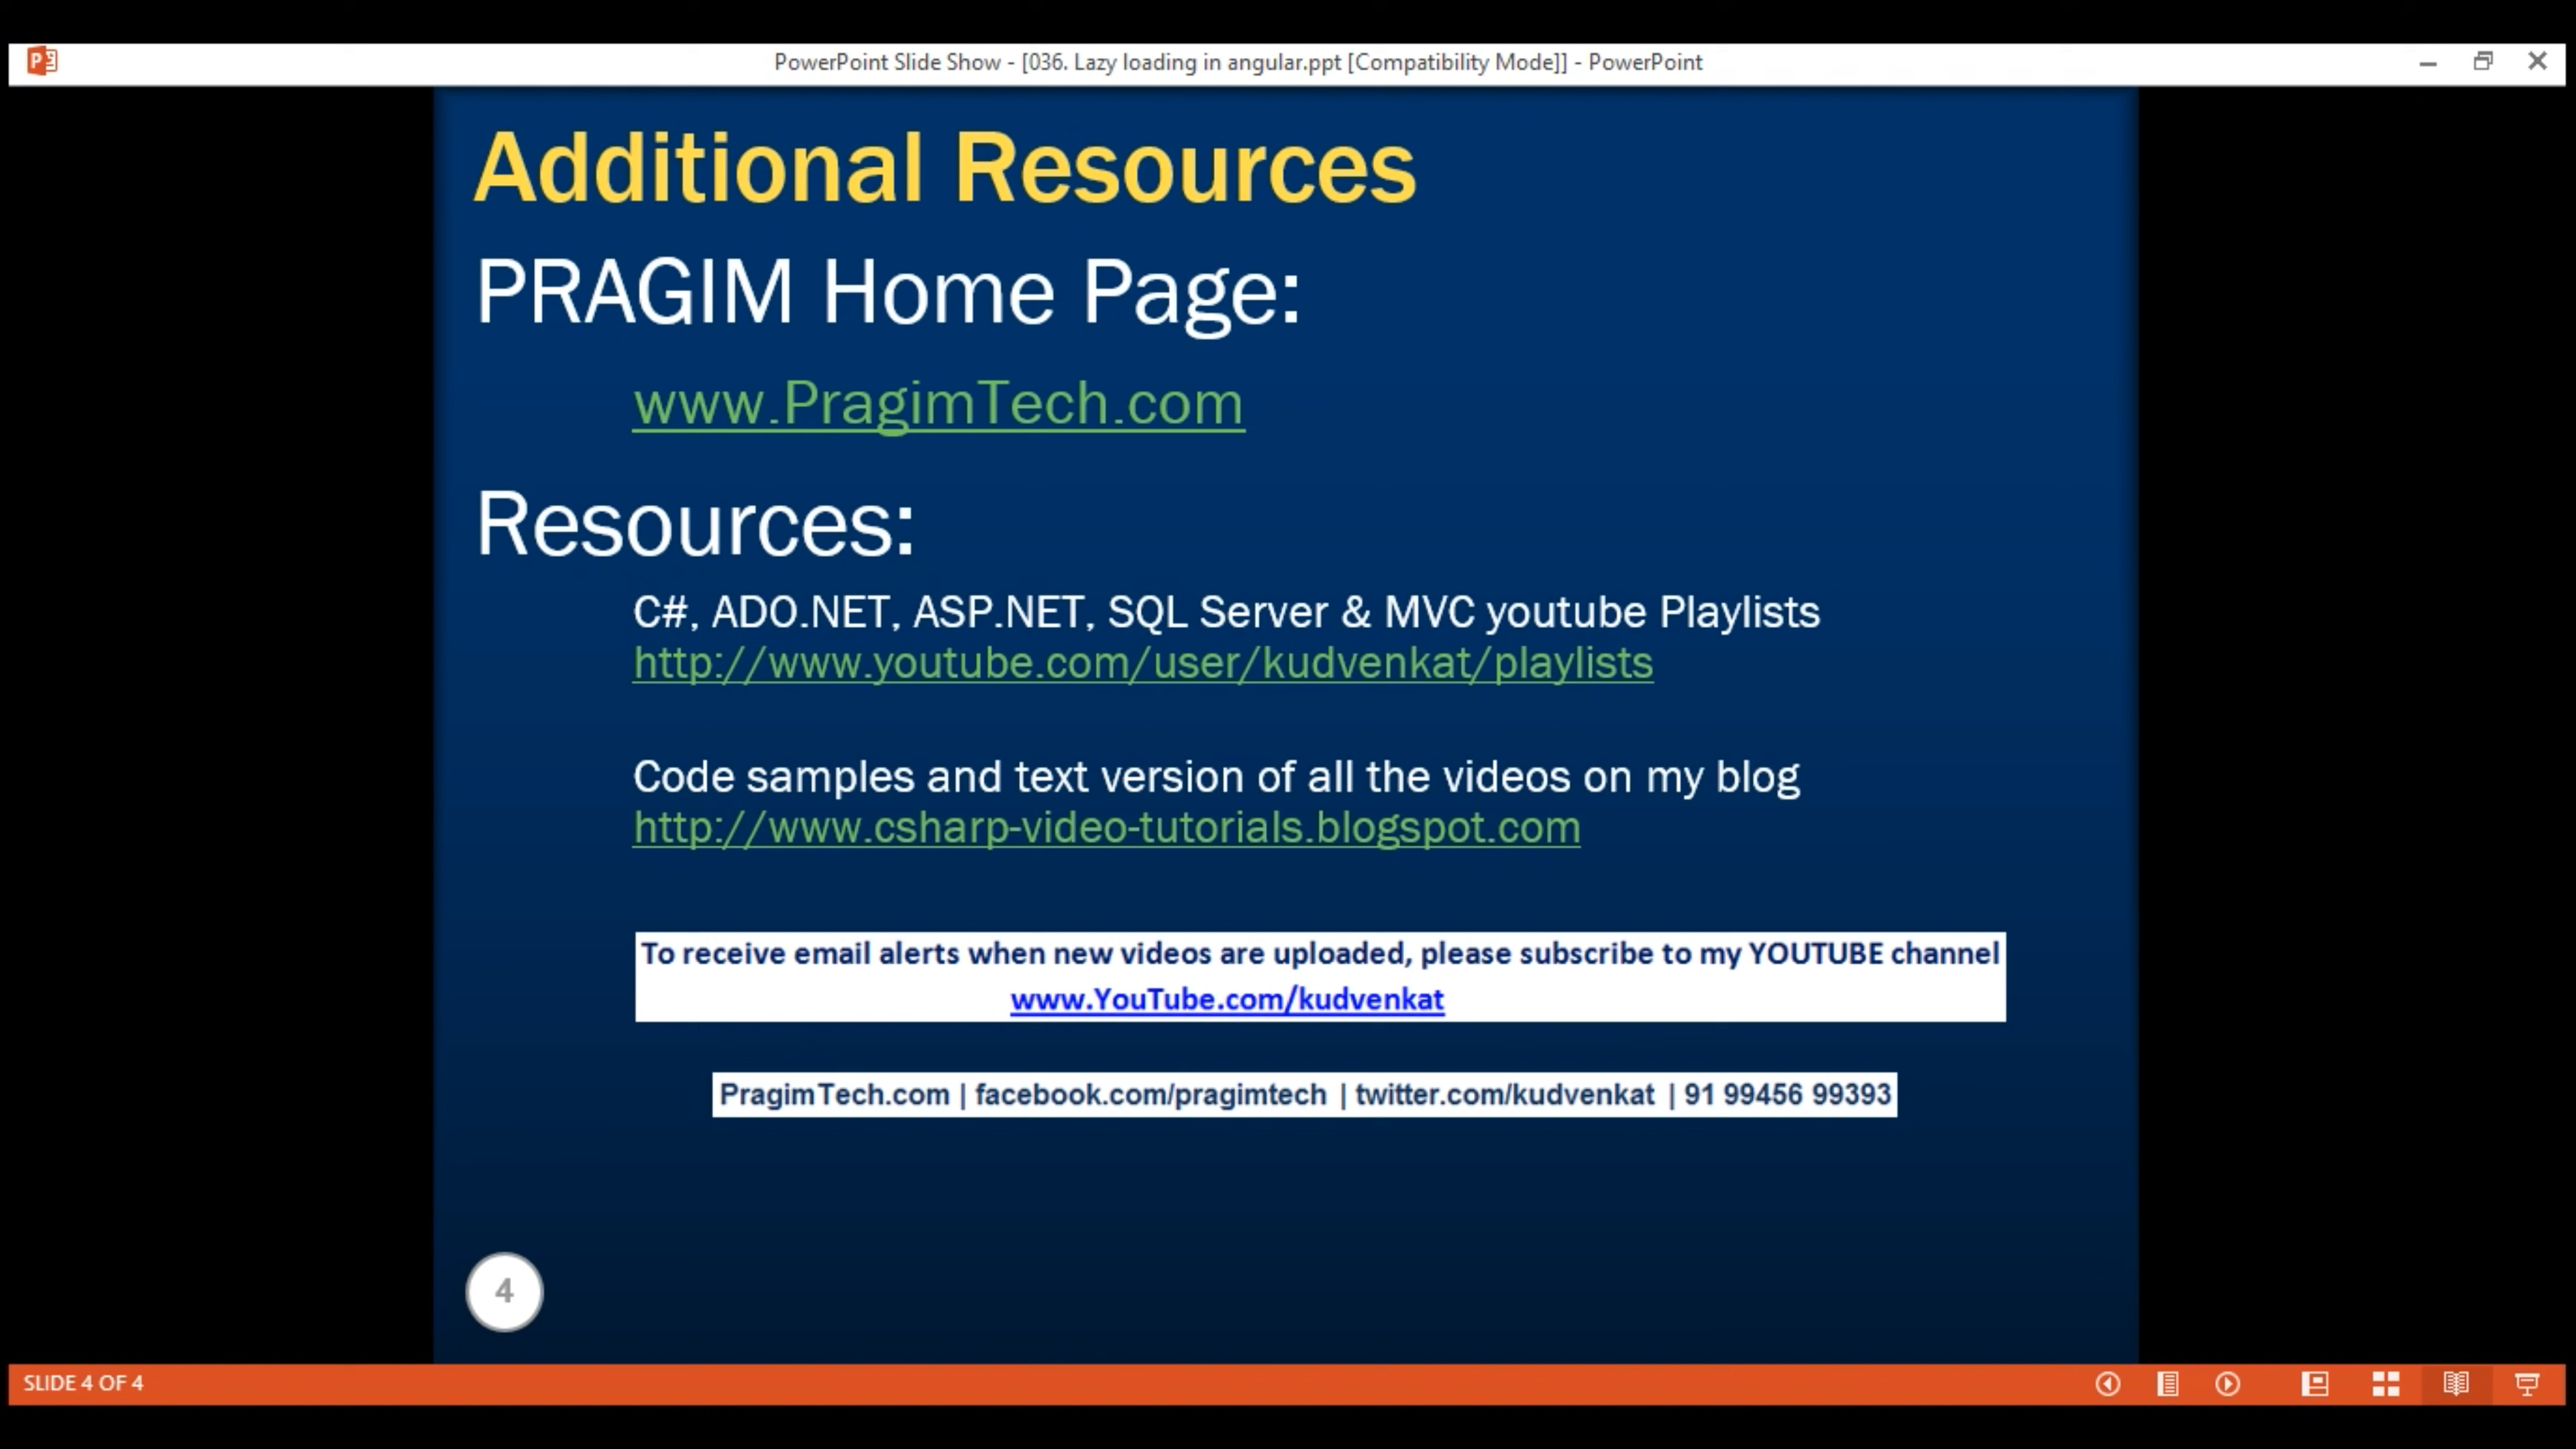 PowerPoint Slide Show - [036. Lazy loading in angular.ppt [Compatibility Mode]] - PowerPoint
Additional Resources
PRAGIM Home Page:
www.PragimTech.com
Resources:
C#, ADO.NET, ASP.NET, SQL Server & MVC youtube Playlists
http://www.youtube.com/user/kudvenkat/playlists
Code samples and text version of all the videos on my blog
http://www.csharp-video-tutorials.blogspot.com
To receive email alerts when new videos are uploaded, please subscribe to my YOUTUBE channel
www.YouTube.com/kudvenkat
PragimTech.com | facebook.com/pragimtech | twitter.com/kudvenkat | 91 99456 99393
4
SLIDE 4 OF 4